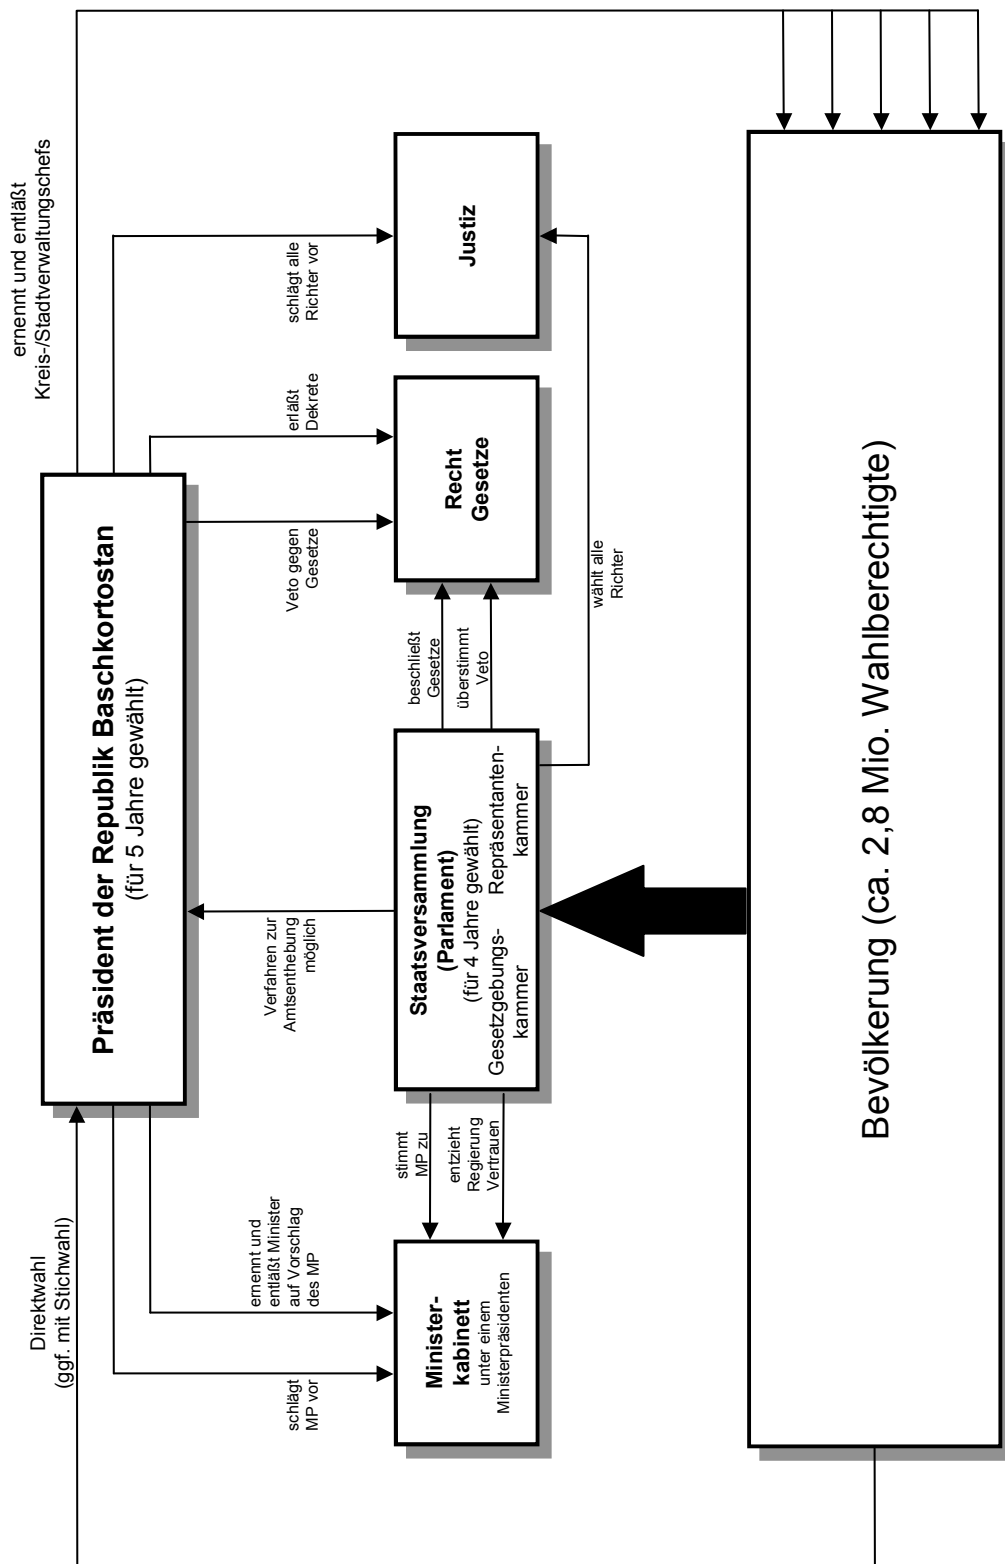 Direktwahl
(ggf. mit Stichwahl)
Präsident der Republik Baschkortostan
(für 5 Jahre gewählt)
ernennt und entläßt
Kreis-/Stadtverwaltungschefs
schlägt
MP vor
ernennt und
entläßt Minister
auf Vorschlag
des MP
Verfahren zur
Amtsenthebung
möglich
Veto gegen
Gesetze
erläßt
Dekrete
schlägt alle
Richter vor
Minister-
kabinett
unter einem
Ministerpräsidenten
stimmt
MP zu
entzieht
Regierung
Vertrauen
Staatsversammlung
(Parlament)
(für 4 Jahre gewählt)
Gesetzgebungs- Repräsentanten-
kammer kammer
beschließt
Gesetze
überstimmt
Veto
Recht
Gesetze
Justiz
wählt alle
Richter
Bevölkerung (ca. 2,8 Mio. Wahlberechtigte)